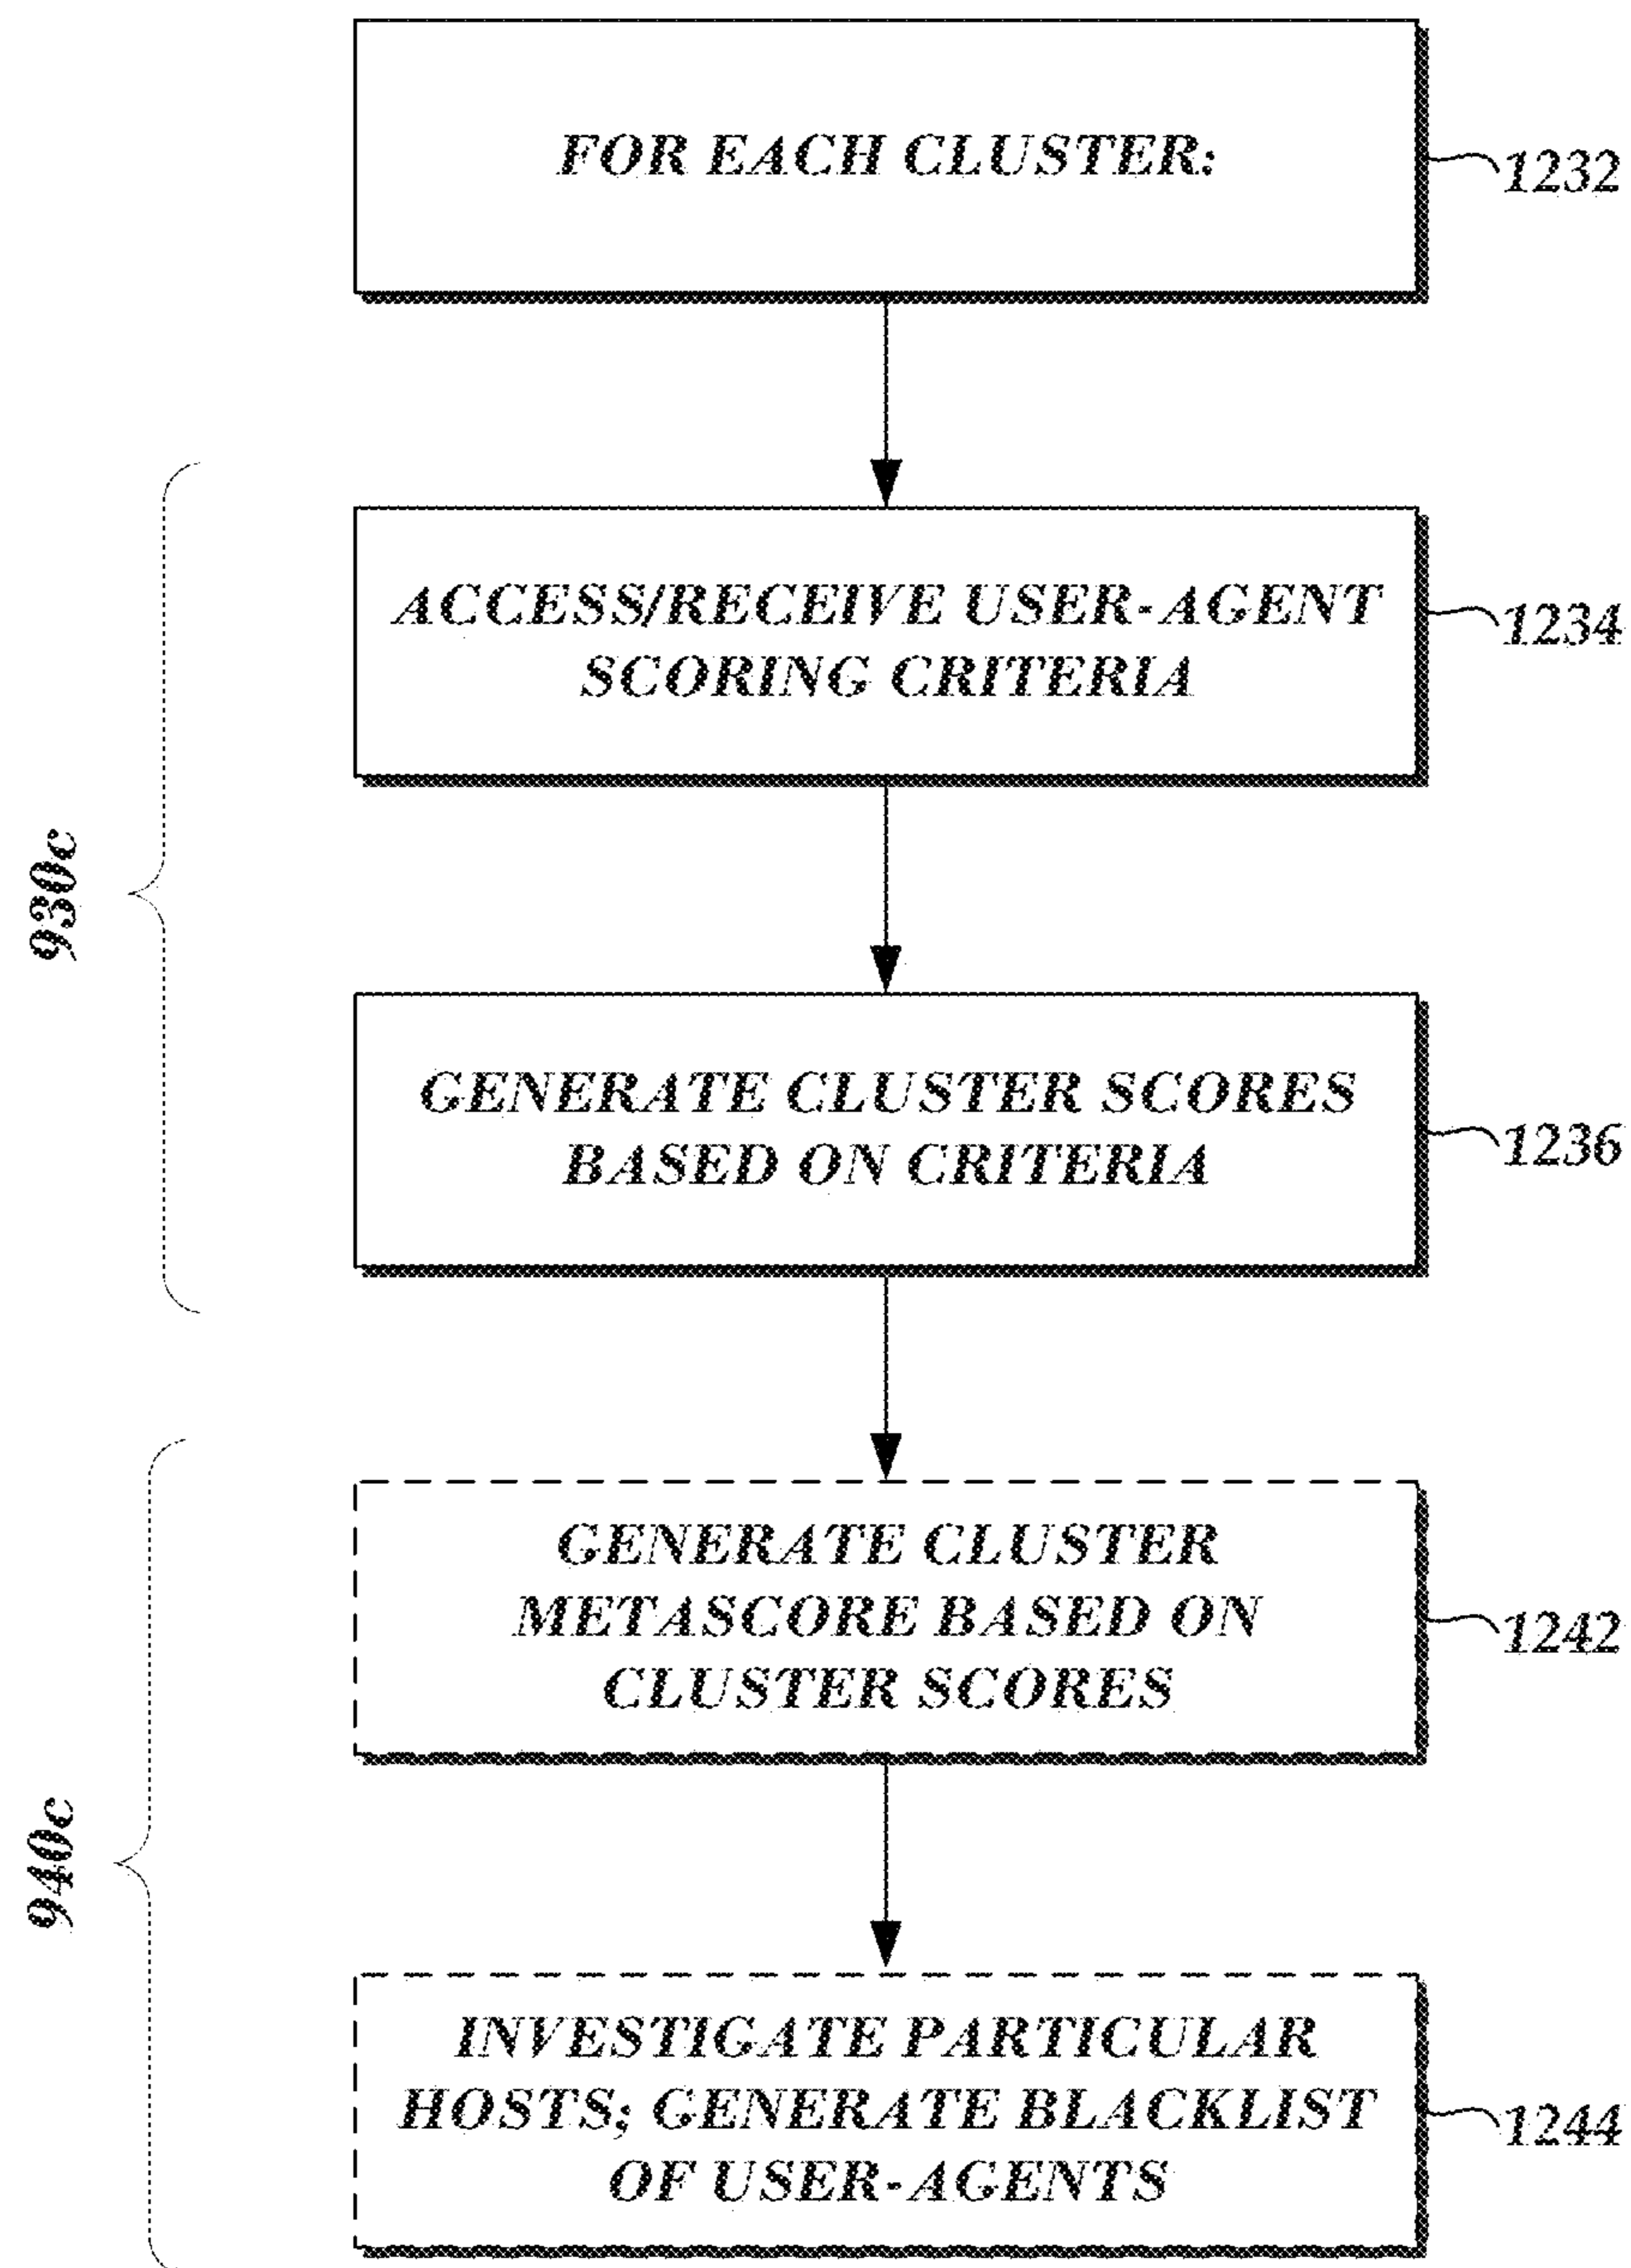 FOR EACH CLUSTER:
1232
ACCESS/RECEIVE USER-AGENT
SCORING CRITERIA
1234
930c
GENERATE CLUSTER SCORES
BASED ON CRITERIA
1236
GENERATE CLUSTER
METASCORE BASED ON
CLUSTER SCORES
1242
940c
INVESTIGATE PARTICULAR
HOSTS; GENERATE BLACKLIST
OF USER-AGENTS
1244